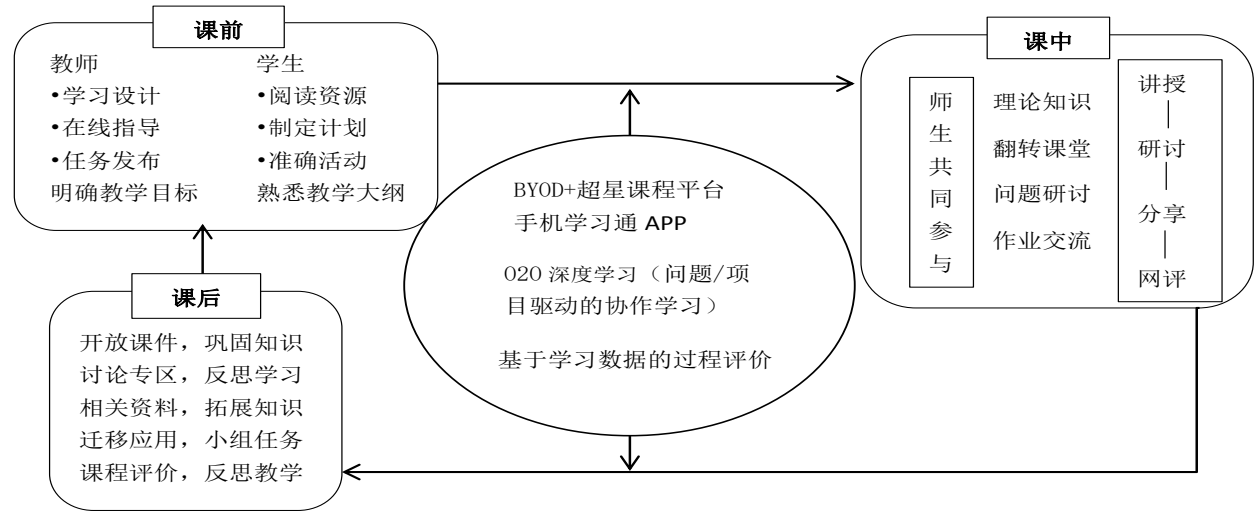 课前
教师
•学习设计
•在线指导
•任务发布
明确教学目标
学生
•阅读资源
•制定计划
•准确活动
熟悉教学大纲
课中
师生共同参与
理论知识
翻转课堂
问题研讨
作业交流
讲授
研讨
分享
网评
BYOD+超星课程平台
手机学习通 APP
O2O 深度学习（问题/项
目驱动的协作学习）
基于学习数据的过程评价
课后
开放课件，巩固知识
讨论专区，反思学习
相关资料，拓展知识
迁移应用，小组任务
课程评价，反思教学